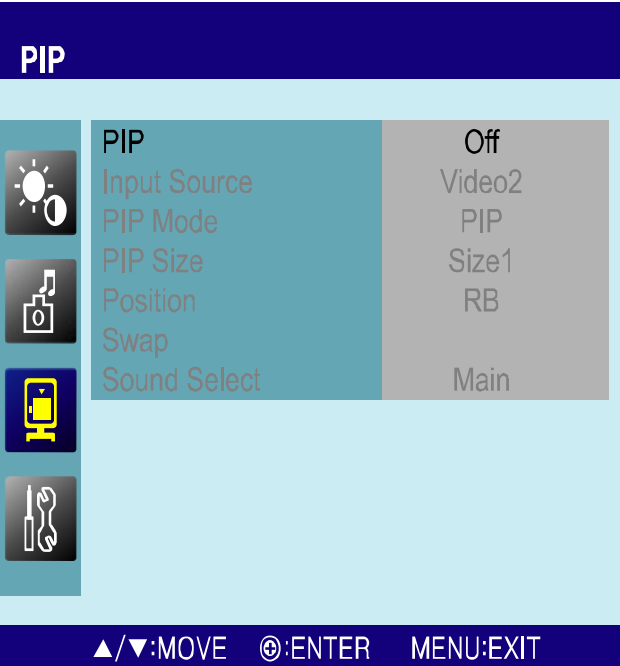 PIP
PIP Off
Input Source Video2
PIP Mode PIP
PIP Size Size1
Position RB
Swap
Sound Select Main
▲/▼:MOVE ⊕:ENTER MENU:EXIT